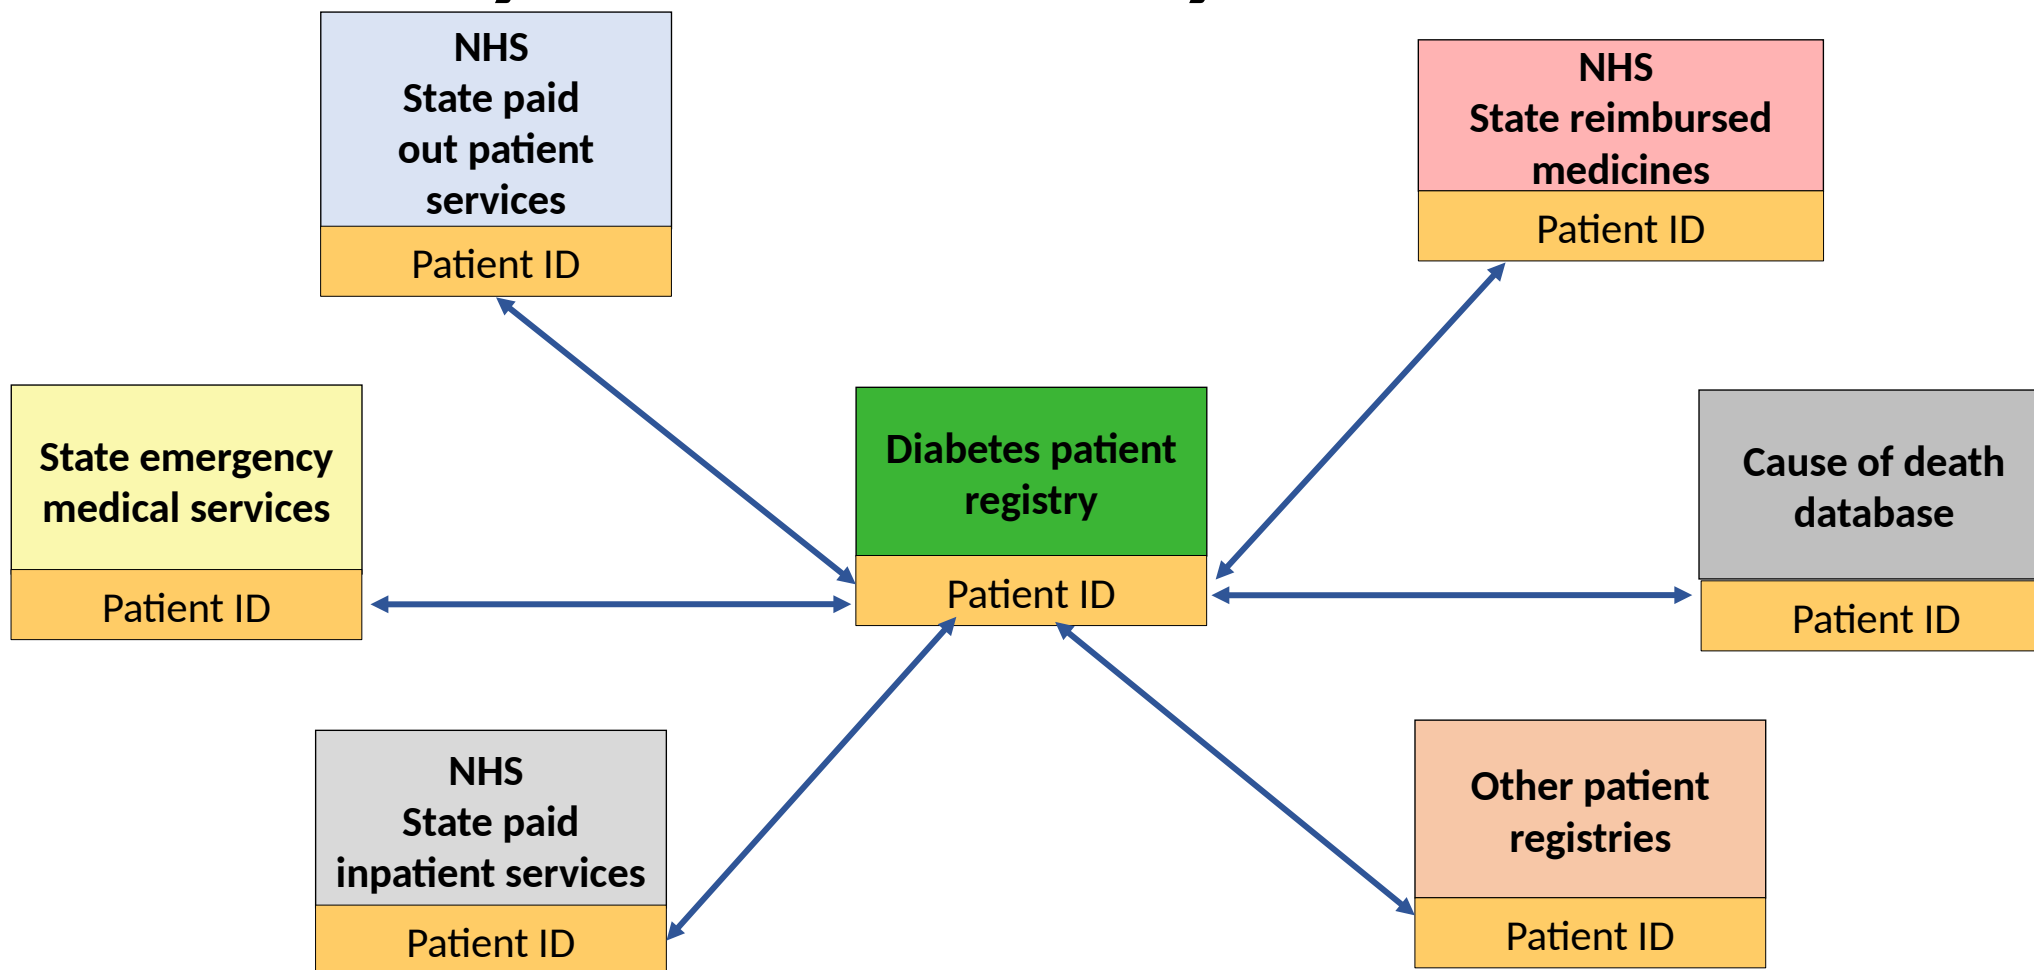 NHS
State paid
out patient
services
Patient ID
NHS
State reimbursed
medicines
Patient ID
State emergency
medical services
Patient ID
Diabetes patient
registry
Patient ID
Cause of death
database
Patient ID
NHS
State paid
inpatient services
Patient ID
Other patient
registries
Patient ID